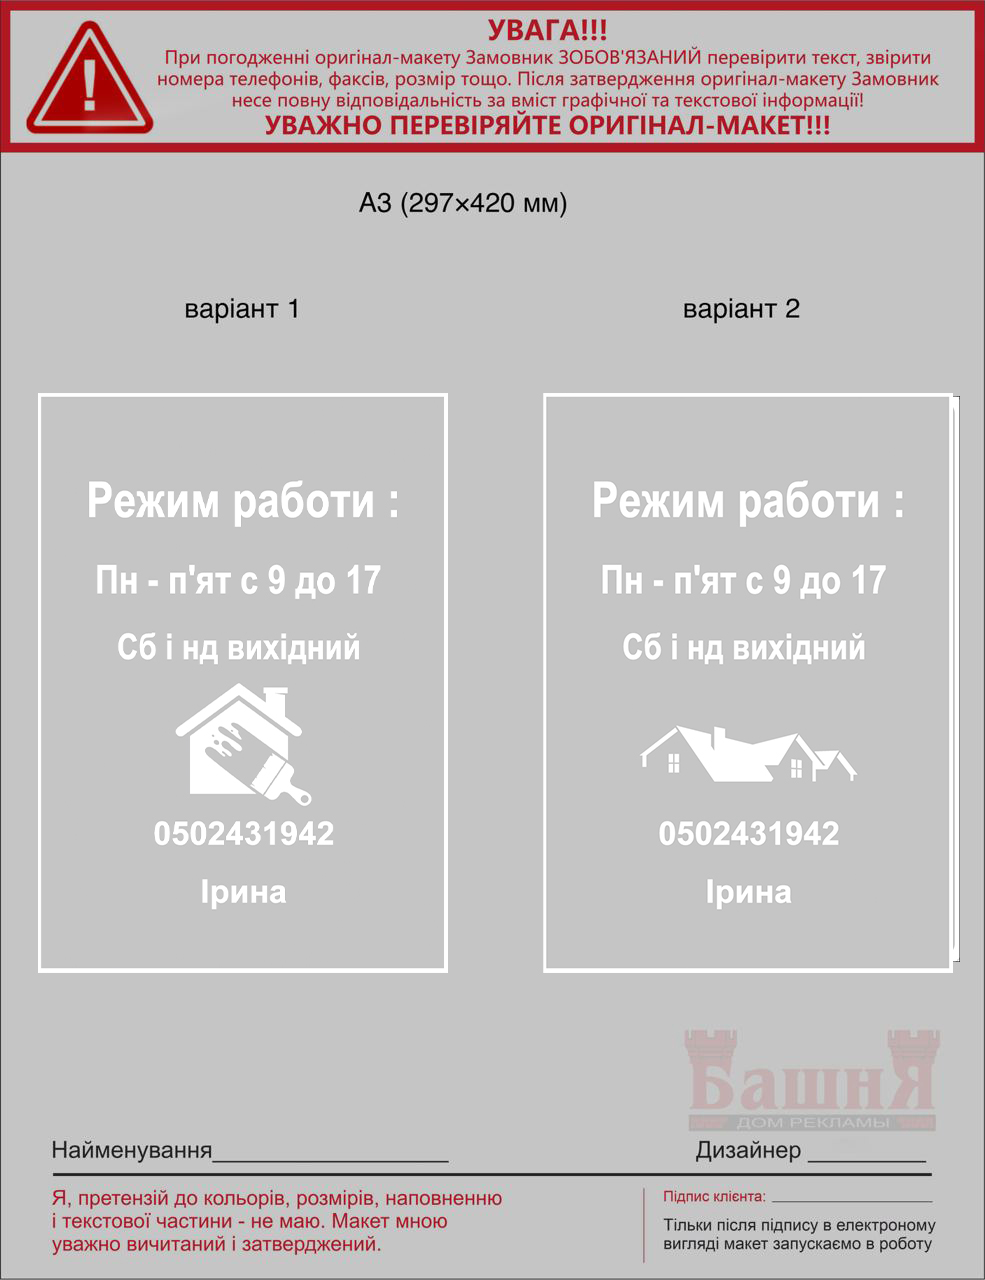 УВАГА!!!
При погодженні оригінал-макету Замовник ЗОБОВ'ЯЗАНИЙ перевірити текст, звірити
номера телефонів, факсів, розмір тощо. Після затвердження оригінал-макету Замовник
несе повну відповідальність за вміст графічної та текстової інформації!
УВАЖНО ПЕРЕВІРЯЙТЕ ОРИГІНАЛ-МАКЕТ!!!
А3 (297×420 мм)
варіант 1
Режим работи :
Пн - п'ят с 9 до 17
Сб і нд вихідний
0502431942
Ірина
варіант 2
Режим работи :
Пн - п'ят с 9 до 17
Сб і нд вихідний
0502431942
Ірина
БашнЯ
ДОМ РЕКЛАМЫ
Найменування___________________
Дизайнер __________
Я, претензій до кольорів, розмірів, наповненню
і текстової частини - не маю. Макет мною
уважно вичитаний і затверджений.
Підпис клієнта: ____________________
Тільки після підпису в електроному
вигляді макет запускаємо в роботу